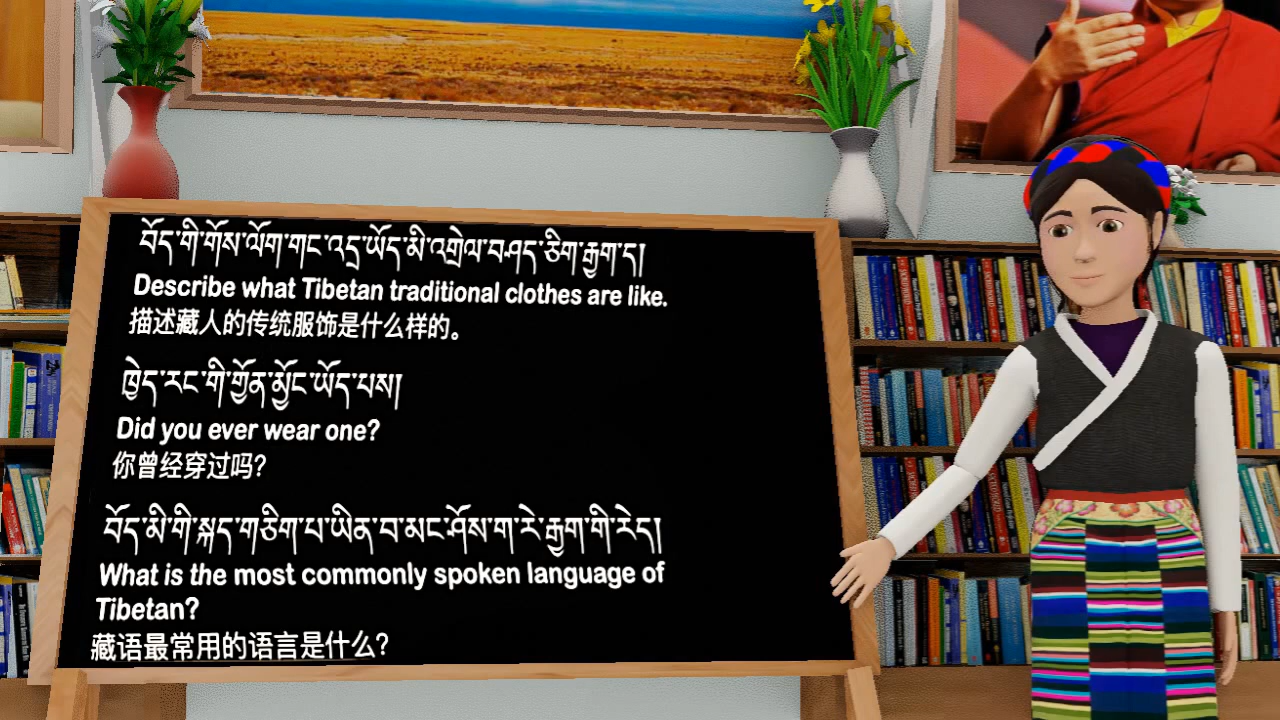 བོད་གི་གོས་ལོག་གང་འདྲ་ཡོད་མི་འགྲེལ་བཤད་ཅིག་རྒྱག་ད།
Describe what Tibetan traditional clothes are like.
描述藏人的传统服饰是什么样的。
ཁྱེད་རང་གི་གྱོན་མྱོང་ཡོད་པས།
Did you ever wear one?
你曾经穿过吗?
བོད་མི་གི་སྐད་གཅིག་པ་ཡིན་བ་མང་ཤོས་ག་རེ་རྒྱག་གི་རེད།
What is the most commonly spoken language of
Tibetan?
藏语最常用的语言是什么?